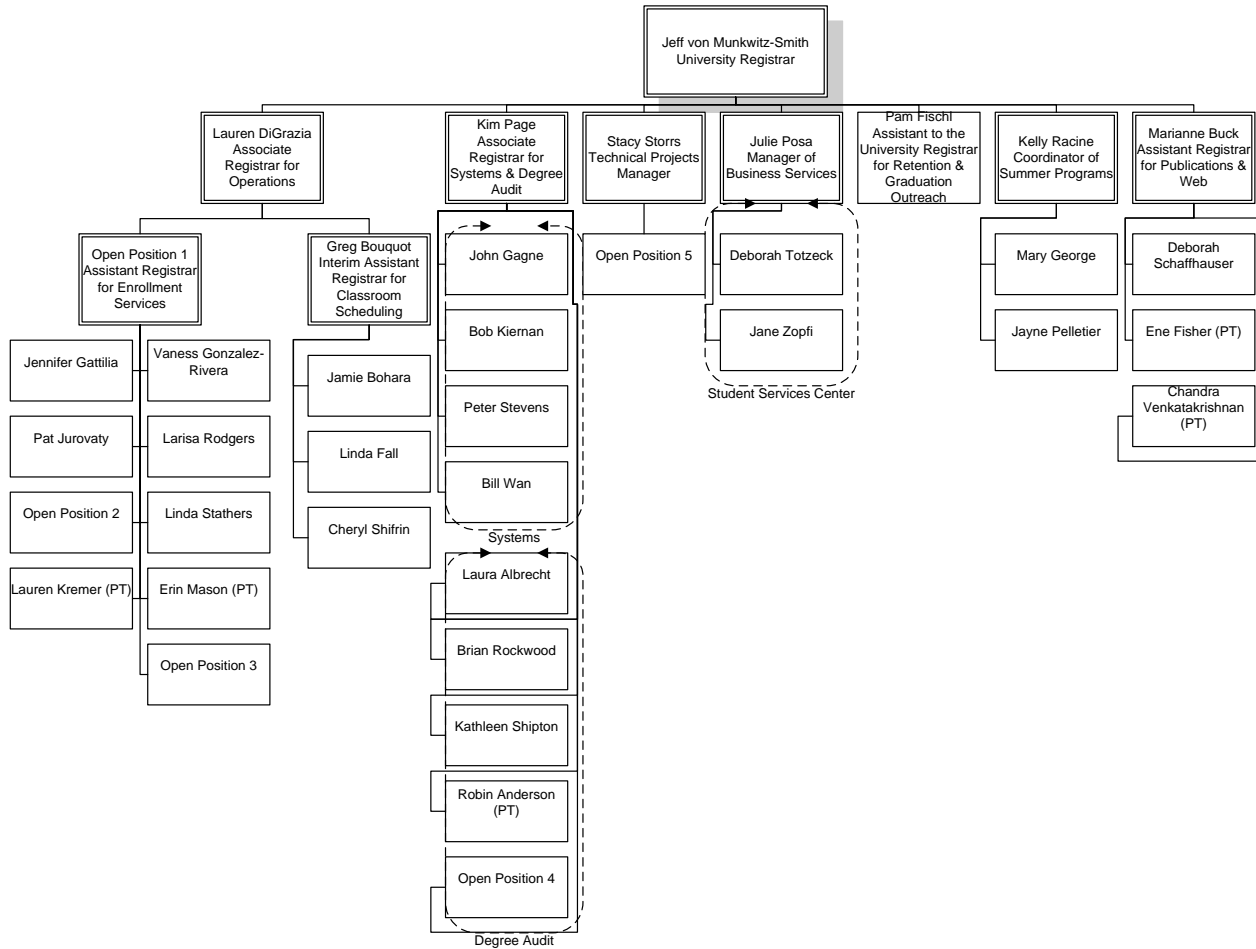 Jeff von Munkwitz-Smith
University Registrar
Lauren DiGrazia
Associate
Registrar for
Operations
Kim Page
Associate
Registrar for
Systems & Degree
Audit
Stacy Storrs
Technical Projects
Manager
Julie Posa
Manager of
Business Services
Pam Fischl
Assistant to the
University Registrar
for Retention &
Graduation
Outreach
Kelly Racine
Coordinator of
Summer Programs
Marianne Buck
Assistant Registrar
for Publications &
Web
Open Position 1
Assistant Registrar
for Enrollment
Services
Greg Bouquot
Interim Assistant
Registrar for
Classroom
Scheduling
John Gagne
Open Position 5
Deborah Totzeck
Mary George
Deborah
Schaffhauser
Bob Kiernan
Jane Zopfi
Jayne Pelletier
Ene Fisher (PT)
Student Services Center
Jennifer Gattilia
Vaness Gonzalez-
Rivera
Jamie Bohara
Peter Stevens
Chandra
Venkatakrishnan
(PT)
Pat Jurovaty
Larisa Rodgers
Linda Fall
Bill Wan
Open Position 2
Linda Stathers
Cheryl Shifrin
Systems
Lauren Kremer (PT)
Erin Mason (PT)
Laura Albrecht
Open Position 3
Brian Rockwood
Kathleen Shipton
Robin Anderson
(PT)
Open Position 4
Degree Audit